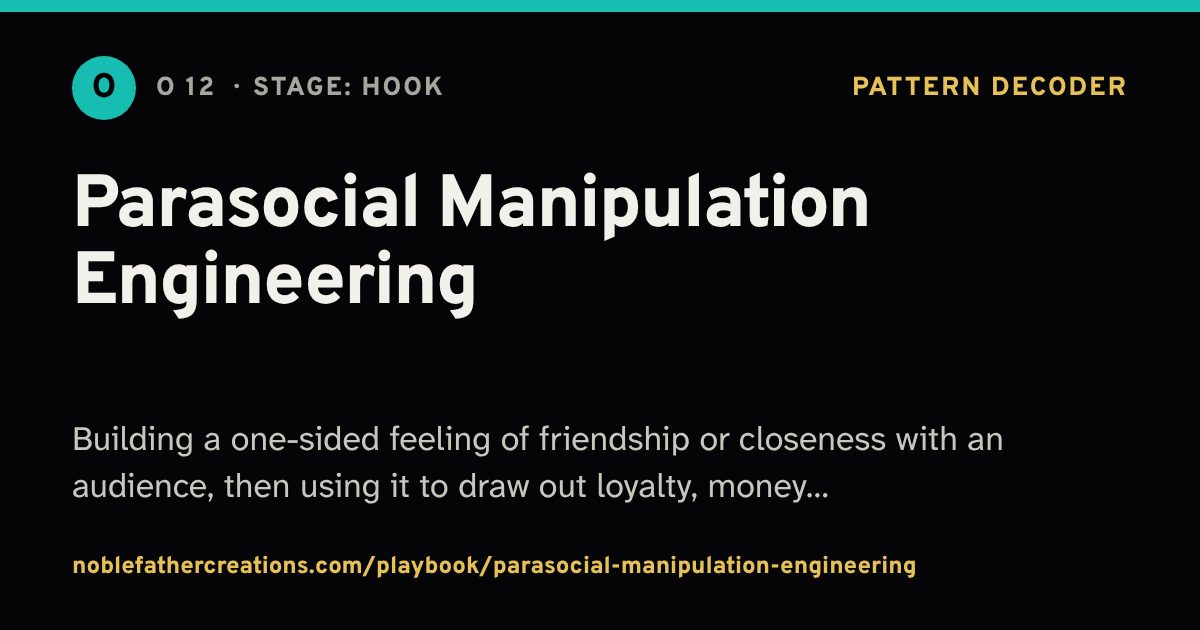 O
O 12 · STAGE: HOOK
PATTERN DECODER
Parasocial Manipulation
Engineering
Building a one-sided feeling of friendship or closeness with an
audience, then using it to draw out loyalty, money...
noblefathercreations.com/playbook/parasocial-manipulation-engineering